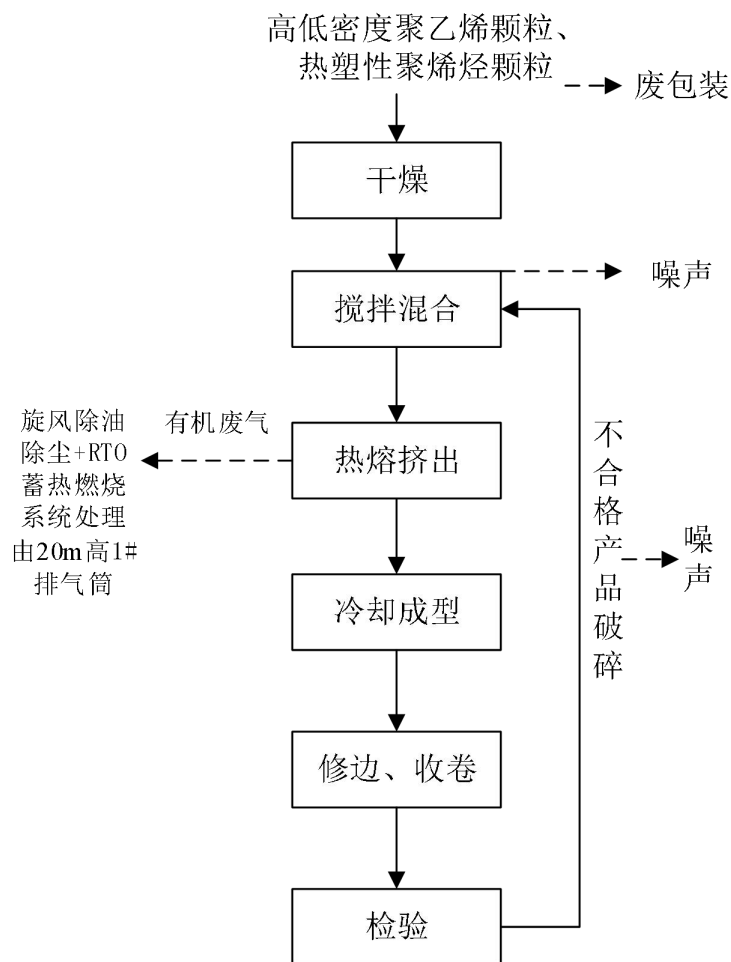 高低密度聚乙烯颗粒、
热塑性聚烯烃颗粒
废包装
干燥
噪声
搅拌混合
旋风除油
除尘+RTO
蓄热燃烧
系统处理
由20m高1#
排气筒
有机废气
热熔挤出
不合格产品破碎
噪声
冷却成型
修边、收卷
检验